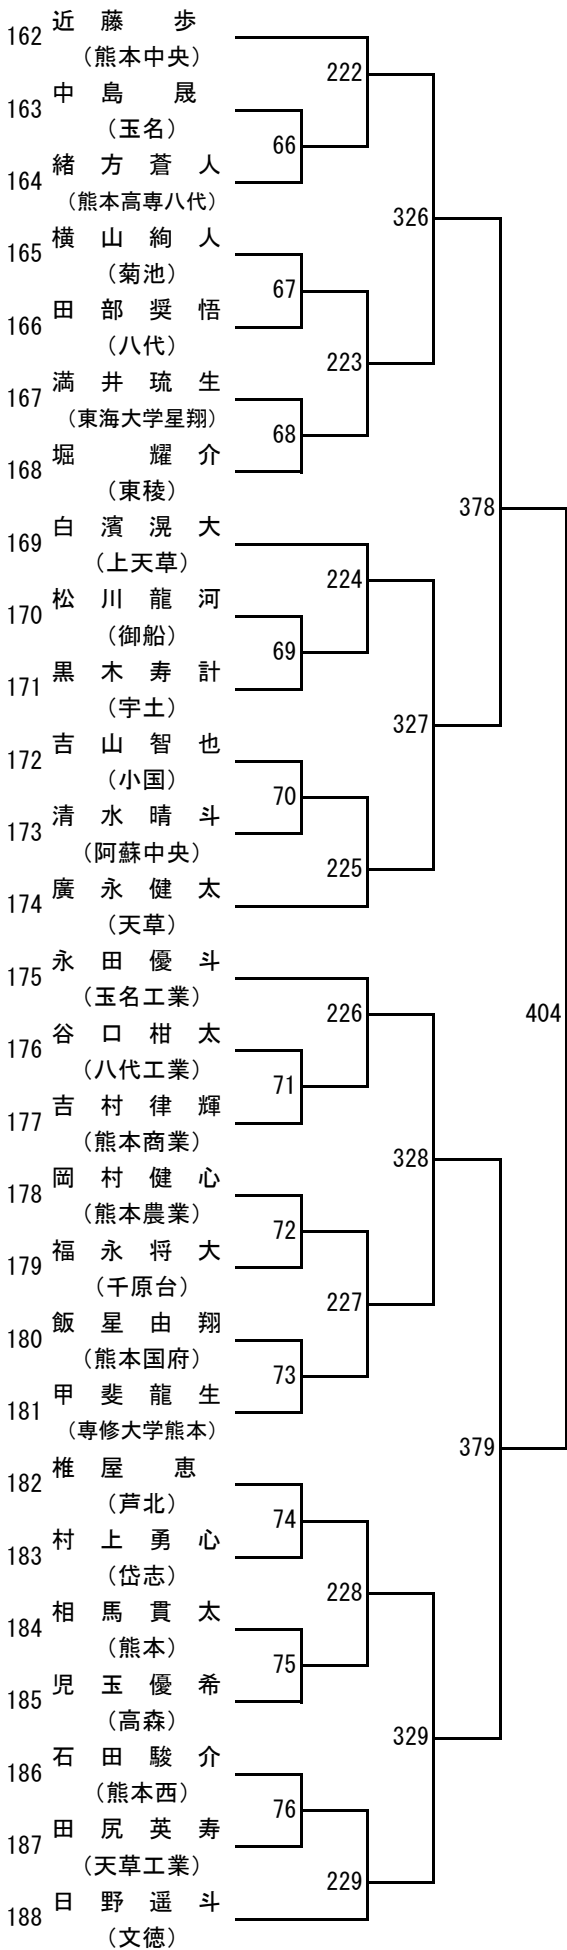 近藤 歩
162
（熊本中央）
222
中島 晟
163
（玉名）
66
緒方蒼人
164
（熊本高専八代）
326
横山絢人
165
（菊池）
67
田部奨悟
166
（八代）
223
満井琉生
167
（東海大学星翔）
68
堀 耀介
168
（東稜）
378
白濱滉大
169
（上天草）
224
松川龍河
170
（御船）
69
黒木寿計
171
（宇土）
327
吉山智也
172
（小国）
70
清水晴斗
173
（阿蘇中央）
225
廣永健太
174
（天草）
永田優斗
175
（玉名工業）
226
404
谷口柑太
176
（八代工業）
71
吉村律輝
177
（熊本商業）
328
岡村健心
178
（熊本農業）
72
福永将大
179
（千原台）
227
飯星由翔
180
（熊本国府）
73
甲斐龍生
181
（専修大学熊本）
379
椎屋 恵
182
（芦北）
74
村上勇心
183
（岱志）
228
相馬貫太
184
（熊本）
75
児玉優希
185
（高森）
329
石田駿介
186
（熊本西）
76
田尻英寿
187
（天草工業）
229
日野遥斗
188
（文徳）